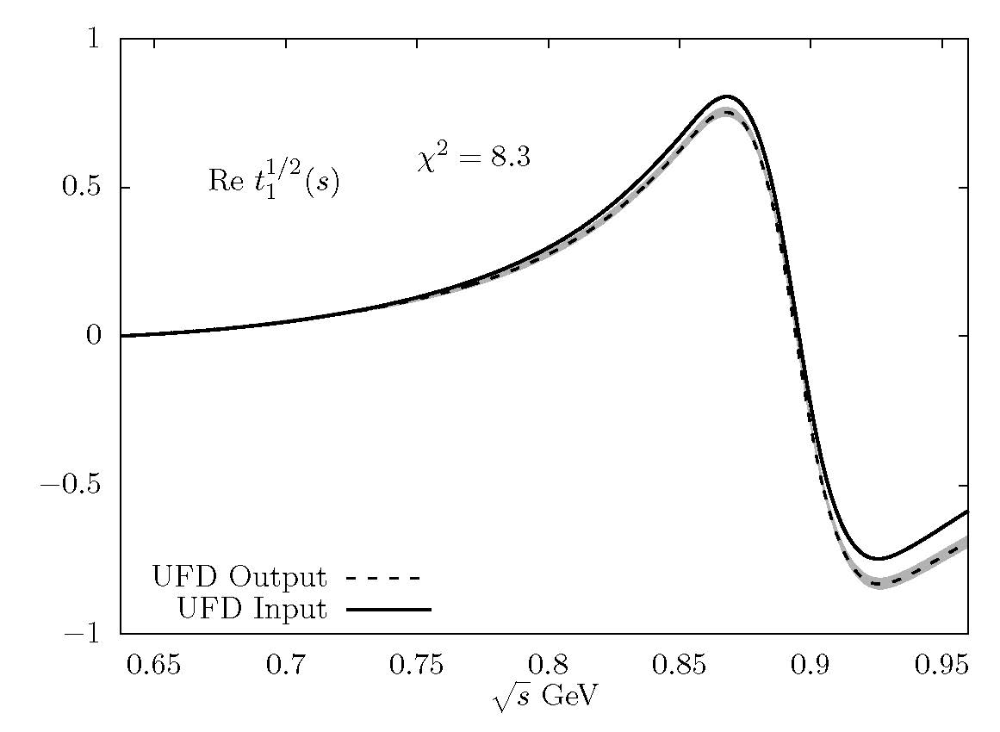 1
0.5
0
−0.5
−1
Re t_1^{1/2}(s)
χ² = 8.3
UFD Output
UFD Input
0.65 0.7 0.75 0.8 0.85 0.9 0.95
√s GeV